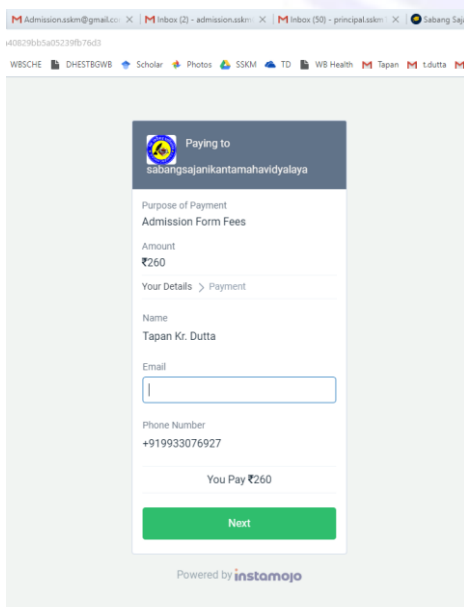 Admission.sskm@gmail.co
Inbox (2) - admission.sskm
Inbox (50) - principal.sskm
Sabang Saja
40829bb5a05239fb76d3
WBSCHE DHESTBGWB Scholar Photos SSKM TD WB Health Tapan t.dutta
Paying to
sabangsajanikantamahavidyalaya
Purpose of Payment
Admission Form Fees
Amount
₹260
Your Details > Payment
Name
Tapan Kr. Dutta
Email
Phone Number
+919933076927
You Pay ₹260
Next
Powered by instamojo